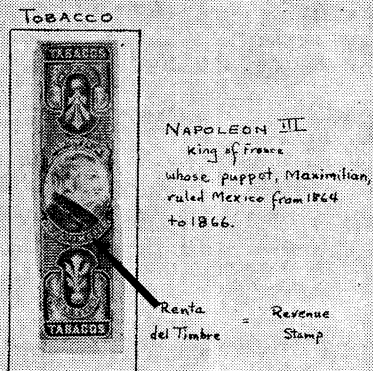 TOBACCO
TABACOS
NAPOLEON III
King of France
whose puppet, Maximilian,
ruled Mexico from 1864
to 1866.
TABACOS
Renta
del Timbre
=
Revenue
Stamp